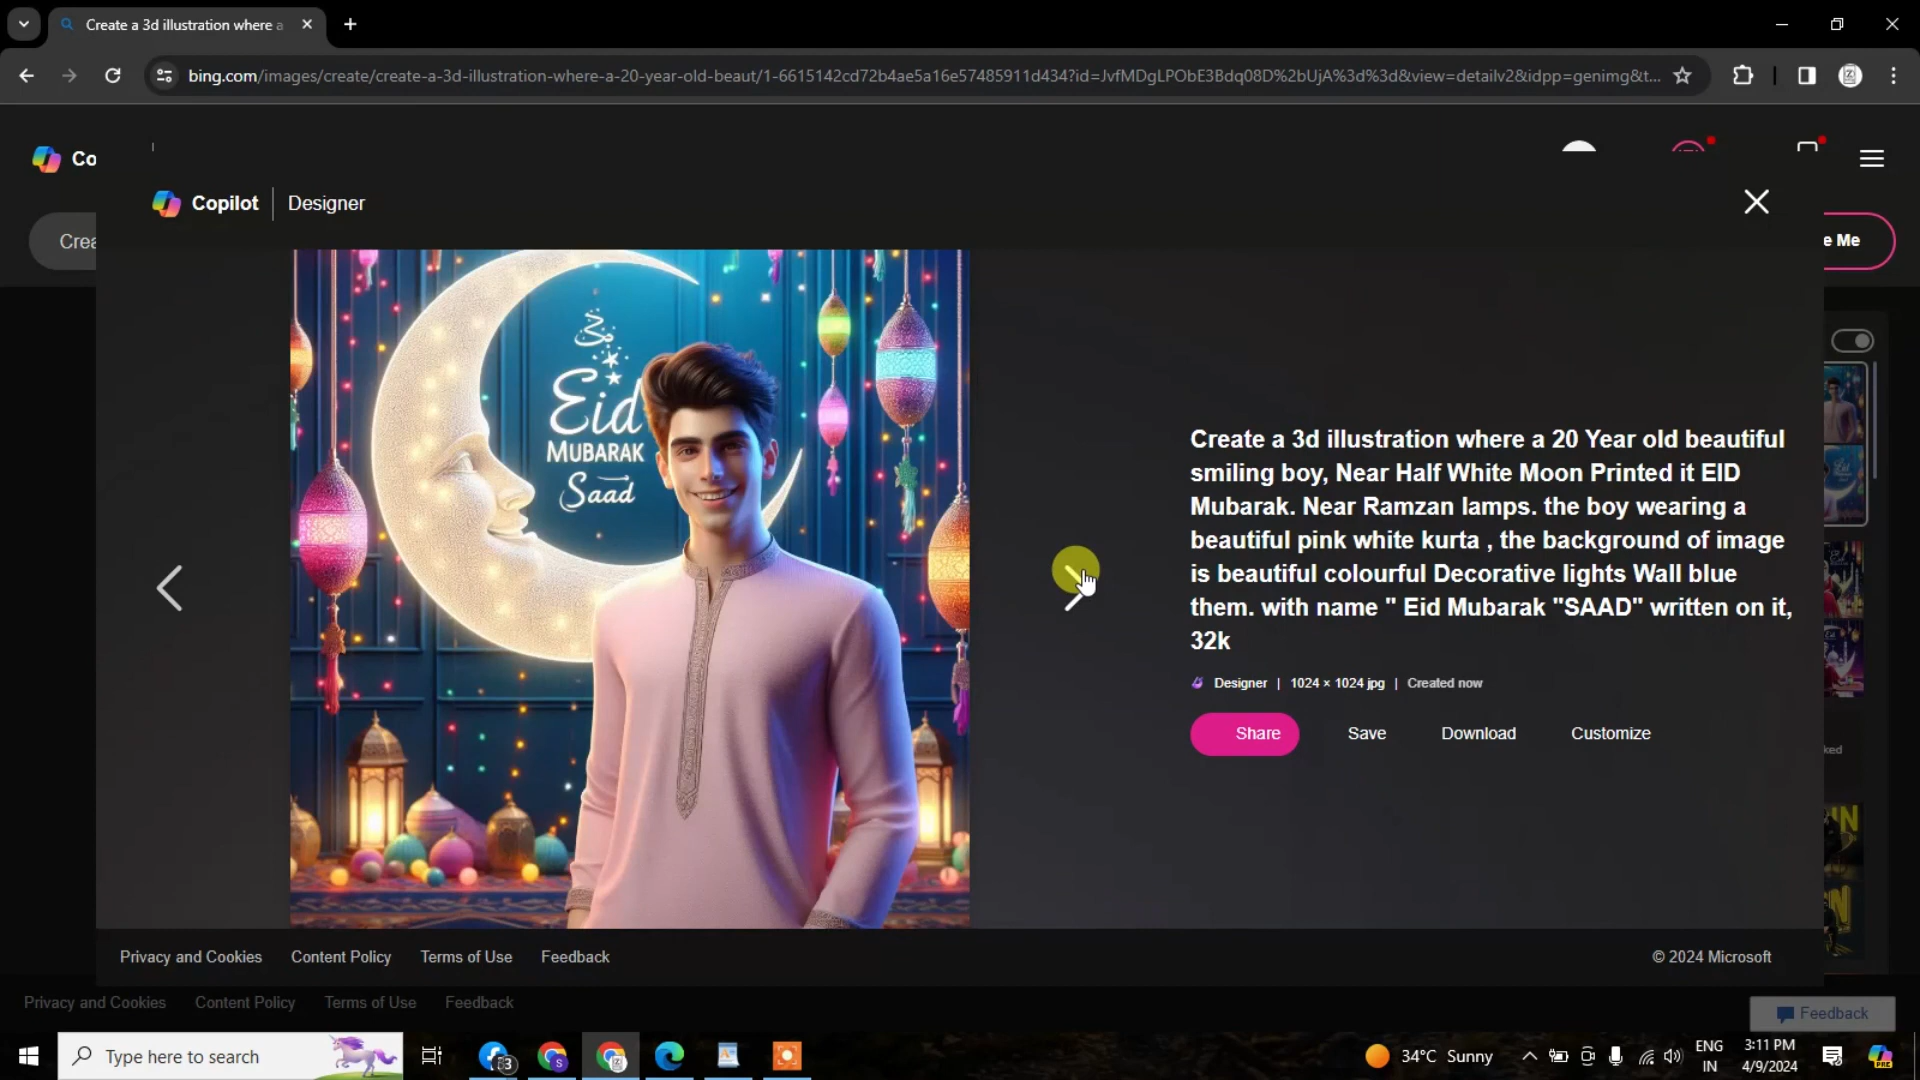 Create a 3d illustration where a
bing.com/images/create/create-a-3d-illustration-where-a-20-year-old-beaut/1-6615142cd72b4ae5a16e57485911d434?id=JvfMDgLPObE3Bdq08D%2bUjA%3d%3d&view=detailv2&idpp=genimg&t...
Co
Copilot | Designer
Crea
e Me
Eid
MUBARAK
Saad
Create a 3d illustration where a 20 Year old beautiful
smiling boy, Near Half White Moon Printed it EID
Mubarak. Near Ramzan lamps. the boy wearing a
beautiful pink white kurta , the background of image
is beautiful colourful Decorative lights Wall blue
them. with name " Eid Mubarak "SAAD" written on it,
32k
Designer | 1024 × 1024 jpg | Created now
Share Save Download Customize
ked
Privacy and Cookies Content Policy Terms of Use Feedback © 2024 Microsoft
Privacy and Cookies Content Policy Terms of Use Feedback
Feedback
Type here to search
53
S
34°C Sunny
ENG
IN
3:11 PM
4/9/2024
PRE